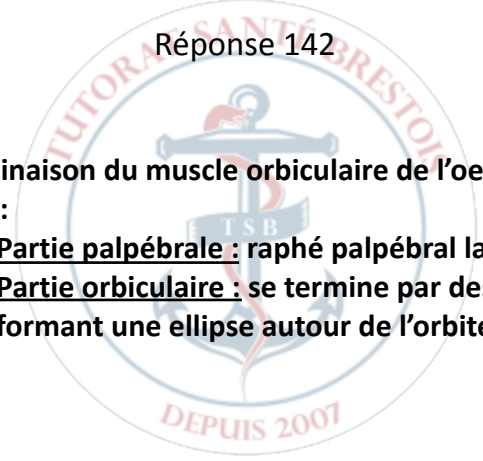 Réponse 142
TUTORAT SANTÉ BRESTOIS
inaison du muscle orbiculaire de l'oe
:
TSB
Partie palpébrale : raphé palpébral la
Partie orbiculaire : se termine par de
formant une ellipse autour de l'orbite
DEPUIS 2007